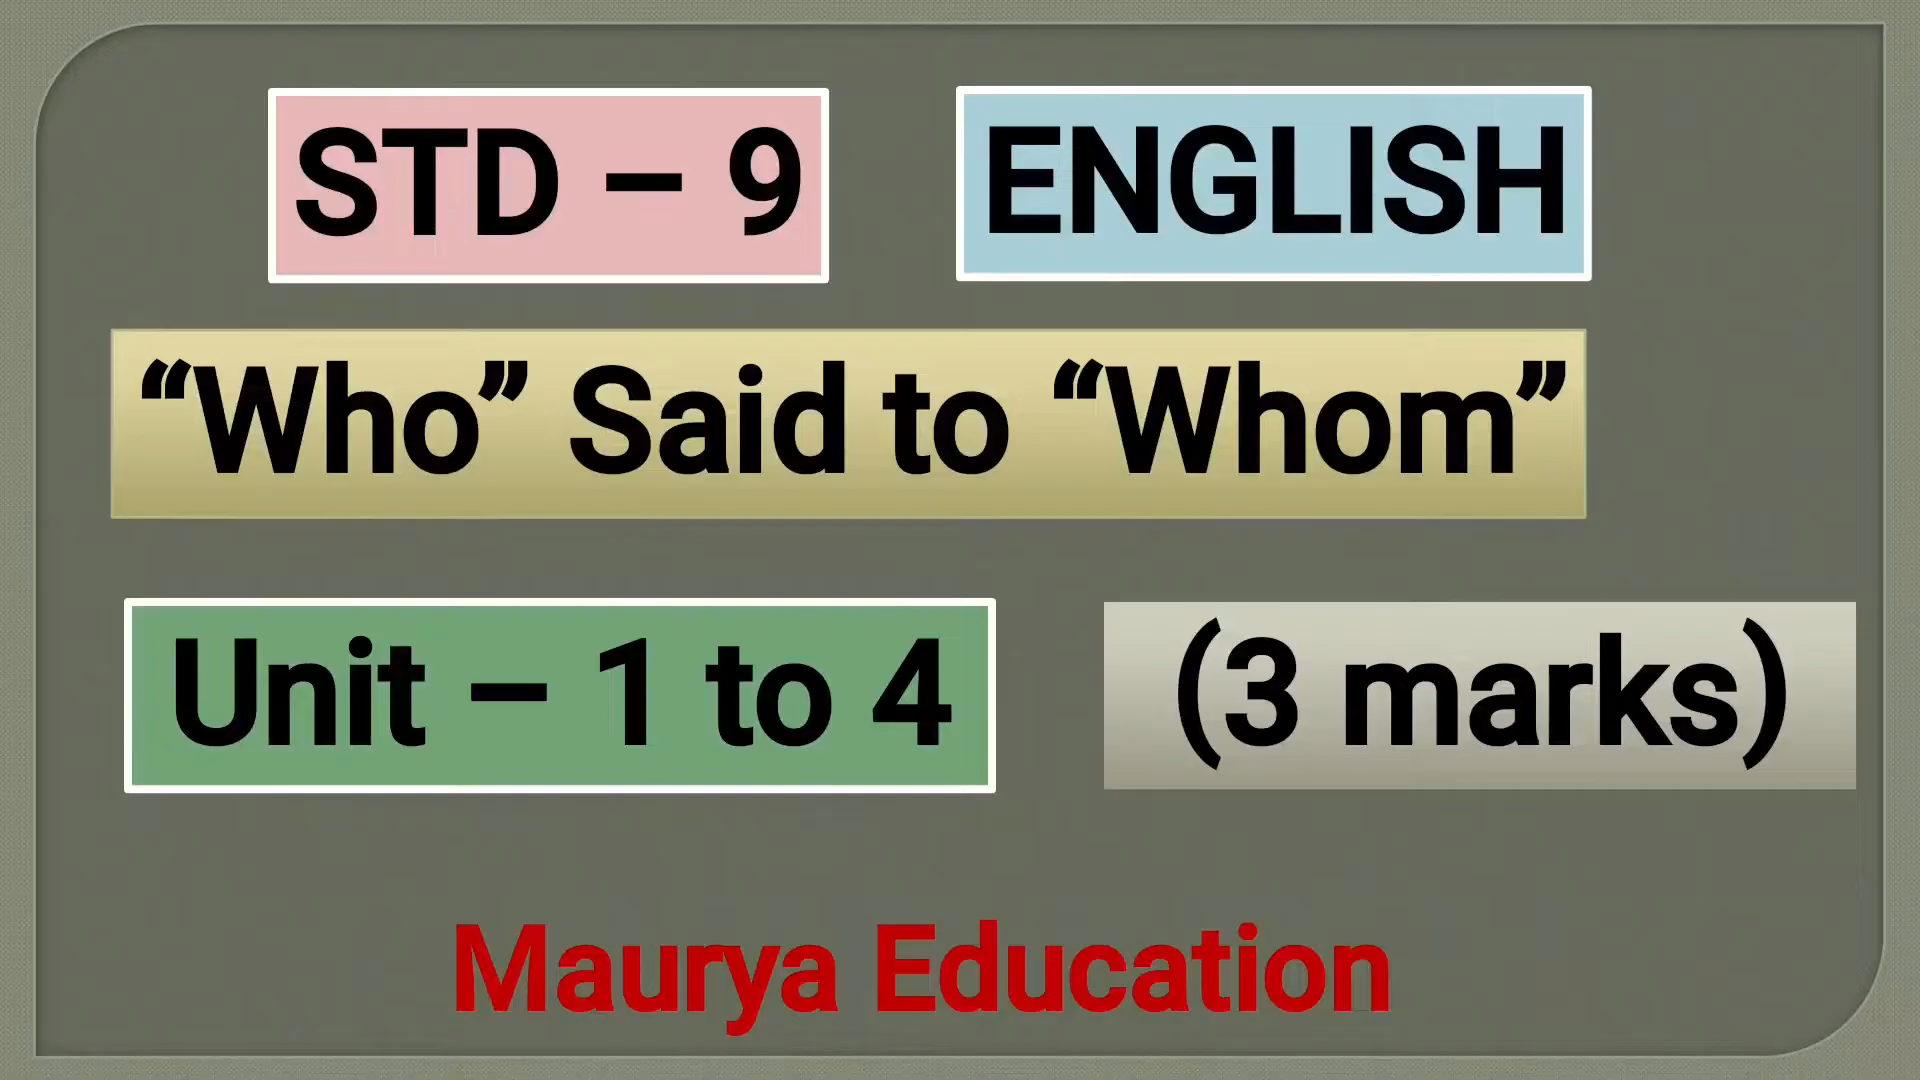 STD – 9 ENGLISH
“Who” Said to “Whom”
Unit – 1 to 4 (3 marks)
Maurya Education